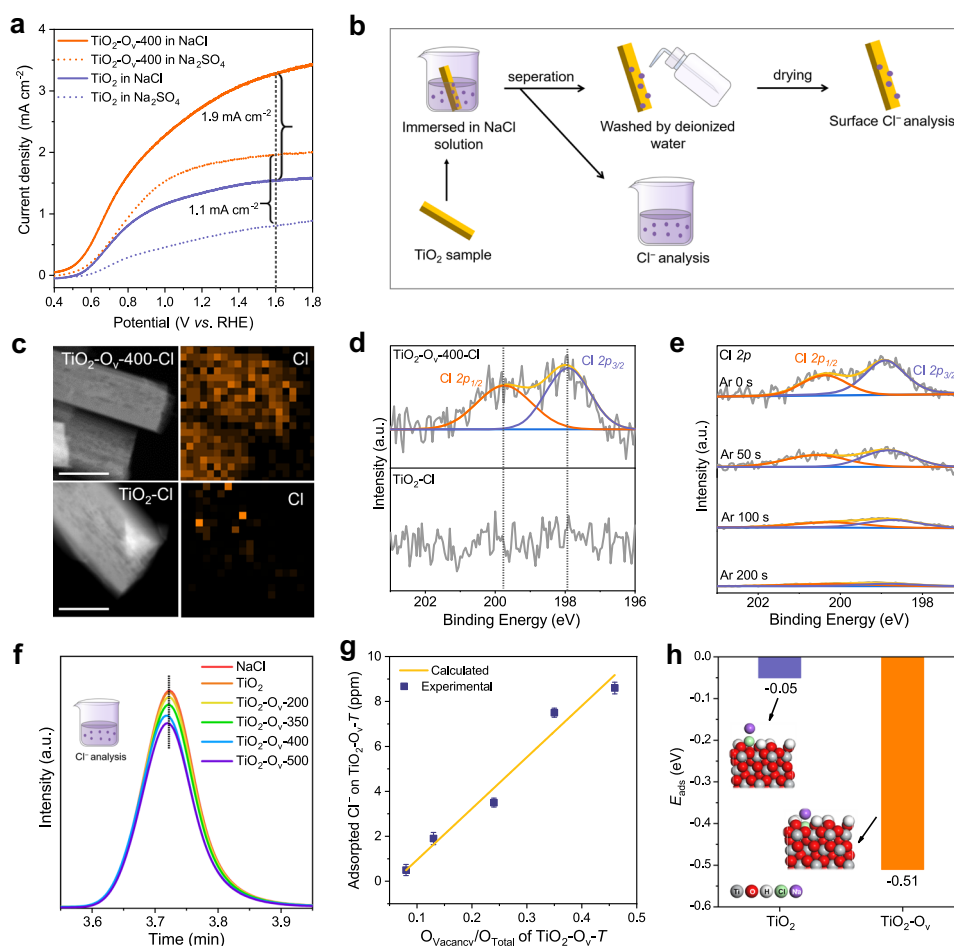 a
TiO₂-Oᵥ-400 in NaCl
TiO₂-Oᵥ-400 in Na₂SO₄
TiO₂ in NaCl
TiO₂ in Na₂SO₄
Current density (mA cm⁻²)
4
3
2
1
0
1.9 mA cm⁻²
1.1 mA cm⁻²
0.4 0.6 0.8 1.0 1.2 1.4 1.6 1.8
Potential (V vs. RHE)
b
seperation
drying
Immersed in NaCl
solution
Washed by deionized
water
Surface Cl⁻ analysis
TiO₂ sample
Cl⁻ analysis
c
TiO₂-Oᵥ-400-Cl
Cl
TiO₂-Cl
Cl
d
TiO₂-Oᵥ-400-Cl
Cl 2p₁/₂
Cl 2p₃/₂
TiO₂-Cl
Intensity (a.u.)
202 200 198 196
Binding Energy (eV)
e
Cl 2p
Cl 2p₁/₂
Cl 2p₃/₂
Ar 0 s
Ar 50 s
Ar 100 s
Ar 200 s
Intensity (a.u.)
202 200 198
Binding Energy (eV)
f
NaCl
TiO₂
TiO₂-Oᵥ-200
TiO₂-Oᵥ-350
TiO₂-Oᵥ-400
TiO₂-Oᵥ-500
Cl⁻ analysis
Intensity (a.u.)
3.6 3.7 3.8 3.9
Time (min)
g
Calculated
Experimental
Adsorpted Cl⁻ on TiO₂-Oᵥ-T (ppm)
10
8
6
4
2
0
0.1 0.2 0.3 0.4 0.5
O_Vacancy/O_Total of TiO₂-Oᵥ-T
h
E_ads (eV)
0.0
-0.1
-0.2
-0.3
-0.4
-0.5
-0.6
-0.05
-0.51
Ti O H Cl Na
TiO₂ TiO₂-Oᵥ